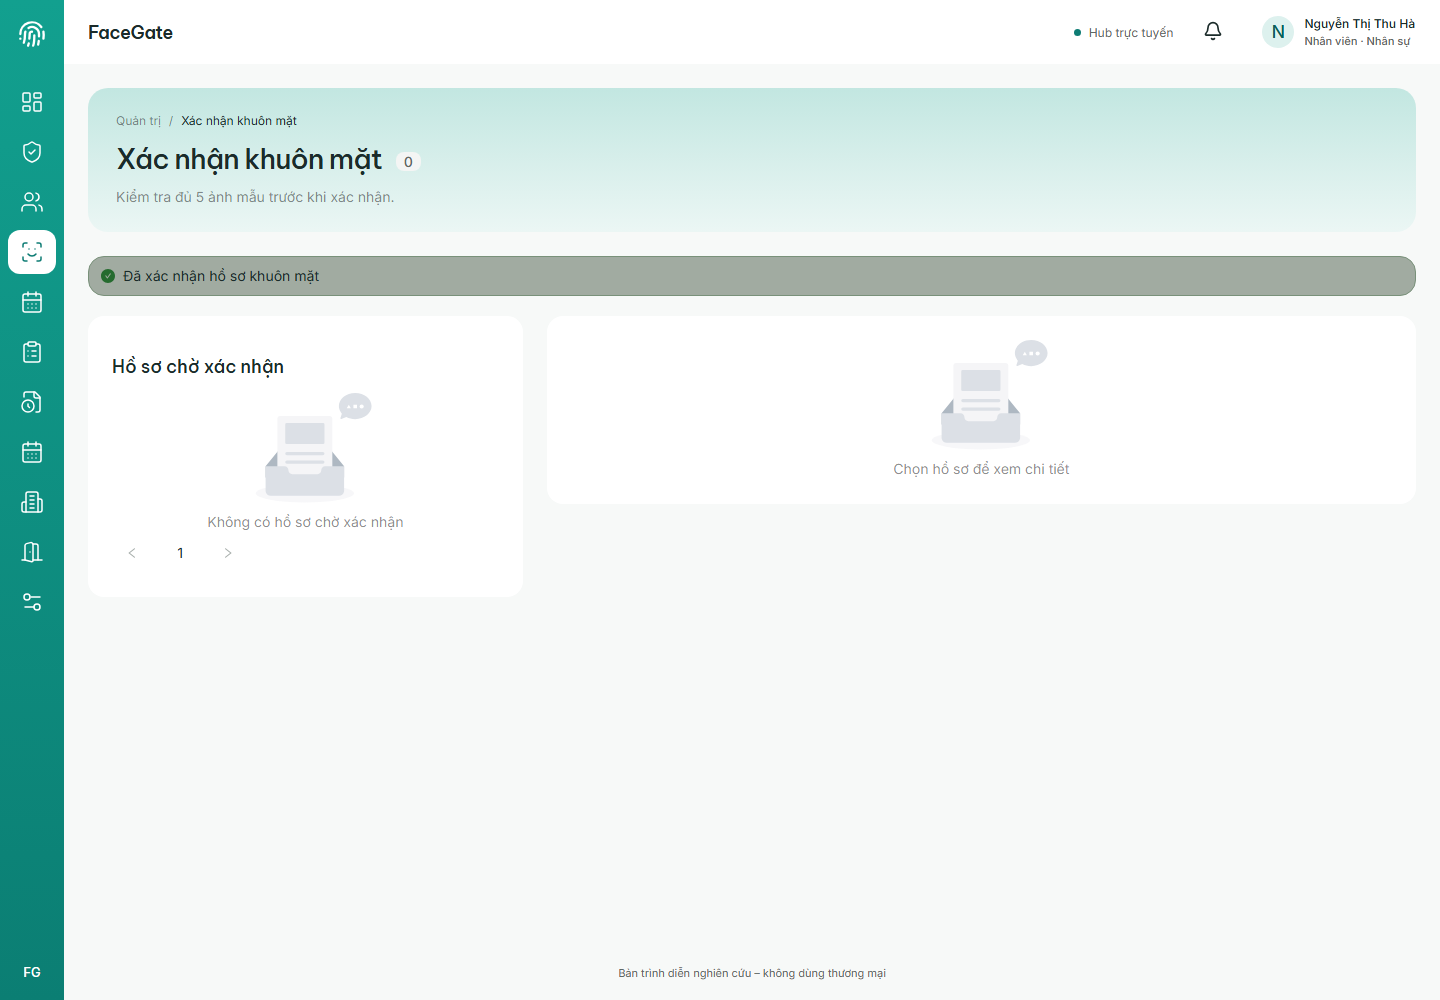 FaceGate
Hub trực tuyến
N
Nguyễn Thị Thu Hà
Nhân viên · Nhân sự
Quản trị / Xác nhận khuôn mặt
Xác nhận khuôn mặt 0
Kiểm tra đủ 5 ảnh mẫu trước khi xác nhận.
Đã xác nhận hồ sơ khuôn mặt
Hồ sơ chờ xác nhận
Không có hồ sơ chờ xác nhận
1
Chọn hồ sơ để xem chi tiết
FG
Bản trình diễn nghiên cứu – không dùng thương mại